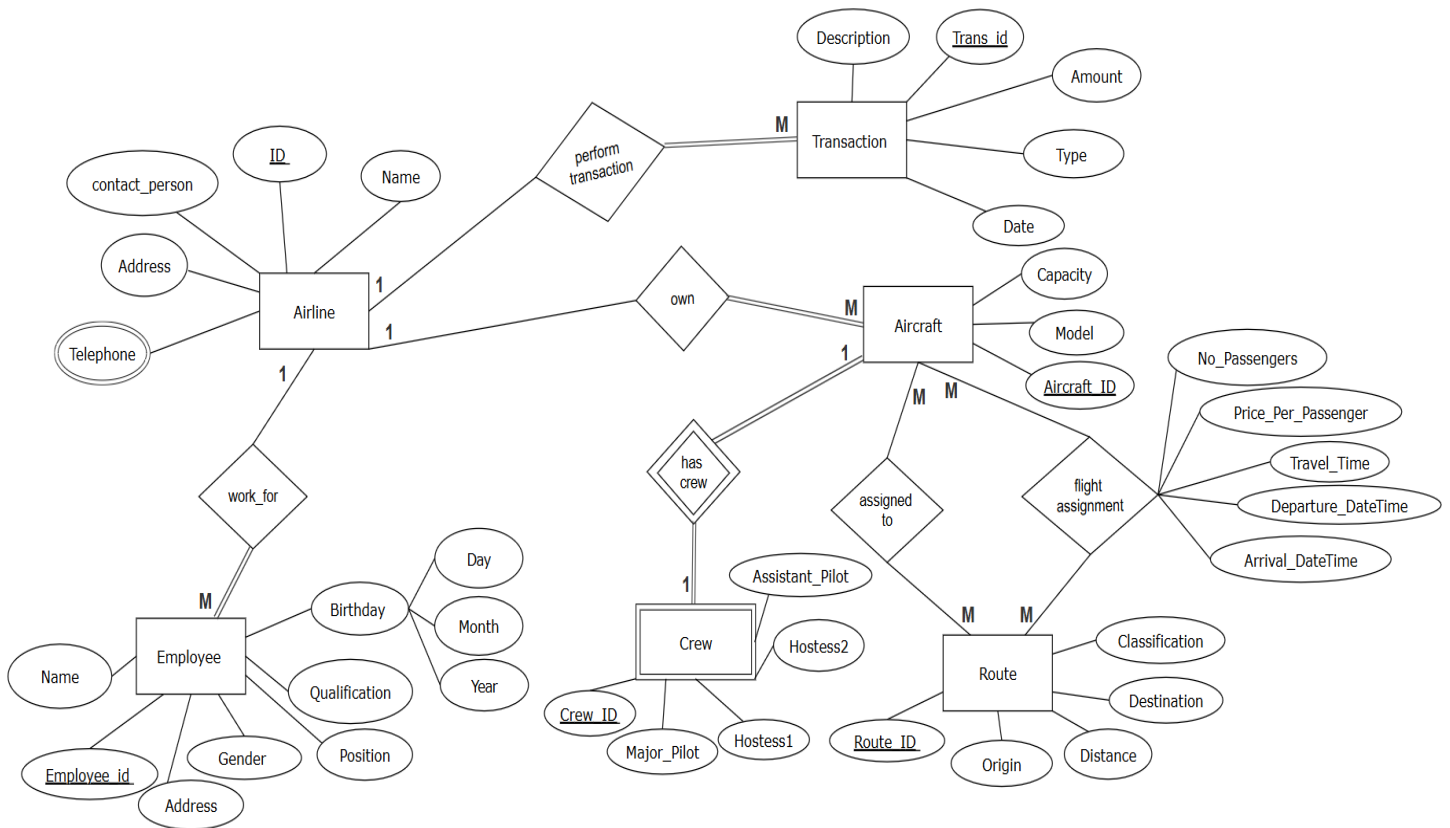 Description
Trans_id
Amount
Transaction
Type
Date
M
perform
transaction
ID
Name
contact_person
Address
Telephone
Airline
1
1
1
own
M
Aircraft
Capacity
Model
Aircraft_ID
1
M
M
No_Passengers
Price_Per_Passenger
Travel_Time
Departure_DateTime
Arrival_DateTime
has
crew
assigned
to
flight
assignment
work_for
M
Employee
Birthday
Day
Month
Year
Name
Qualification
Position
Gender
Employee_id
Address
1
Crew
Assistant_Pilot
Hostess2
Crew_ID
Major_Pilot
Hostess1
M
M
Route
Classification
Destination
Distance
Origin
Route_ID